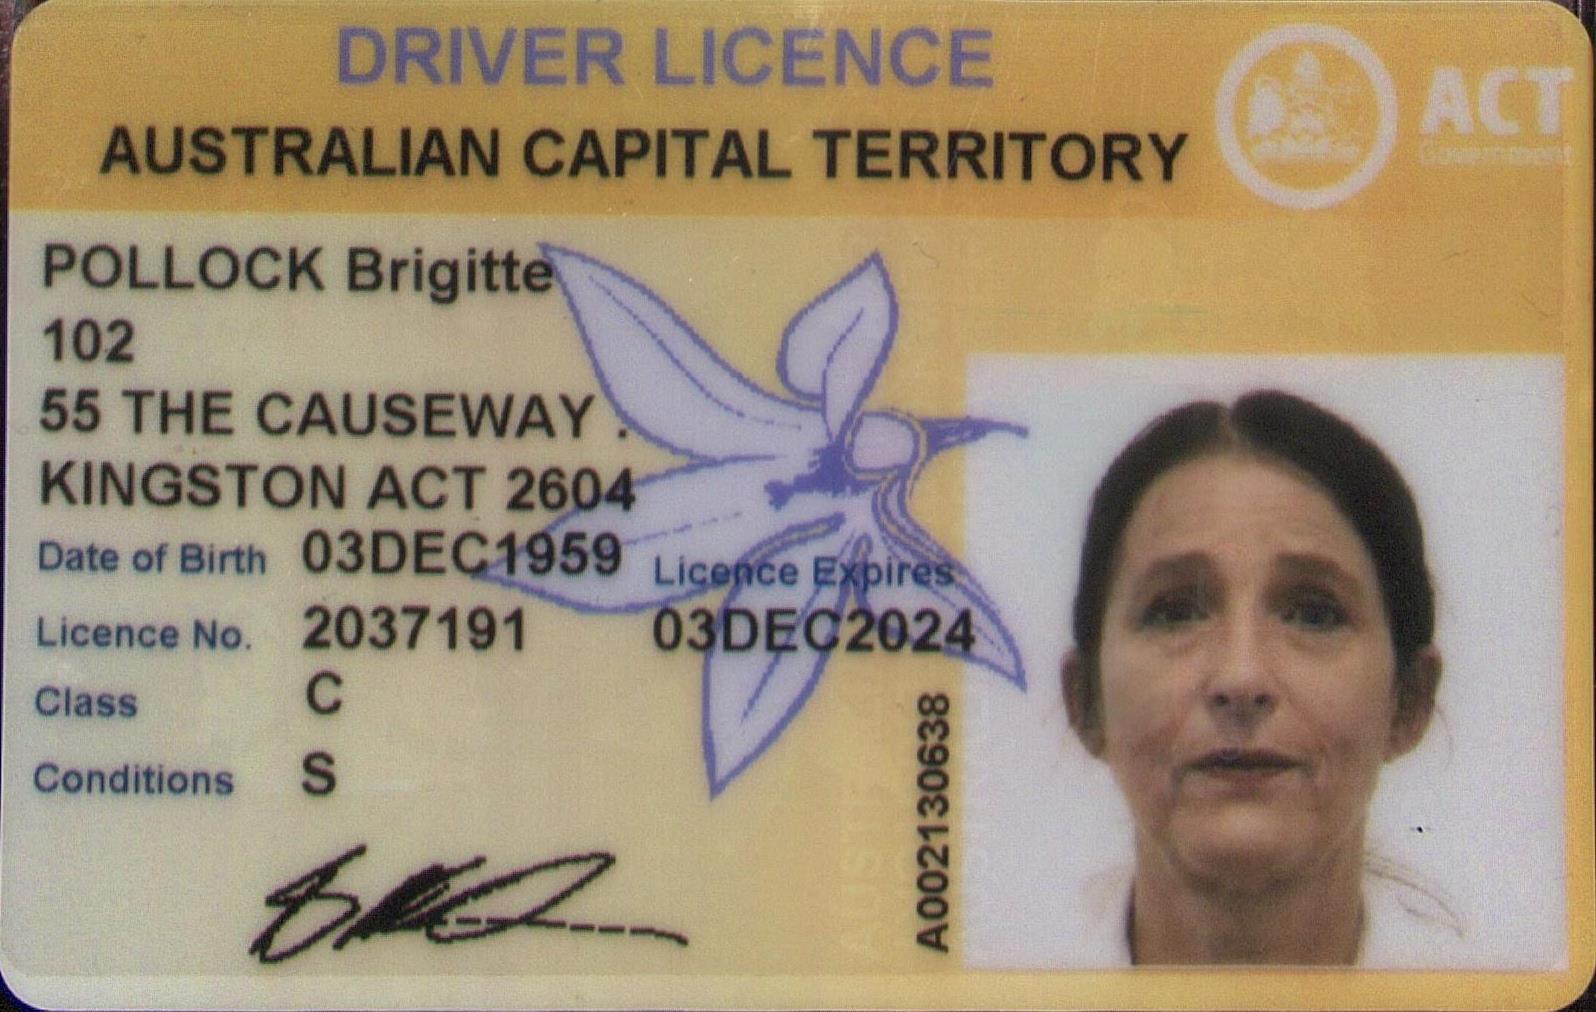 DRIVER LICENCE
AUSTRALIAN CAPITAL TERRITORY
ACT
Government
POLLOCK Brigitte
102
55 THE CAUSEWAY .
KINGSTON ACT 2604
Date of Birth 03DEC1959
Licence Expires
Licence No. 2037191
03DEC2024
Class C
Conditions S
A002130638